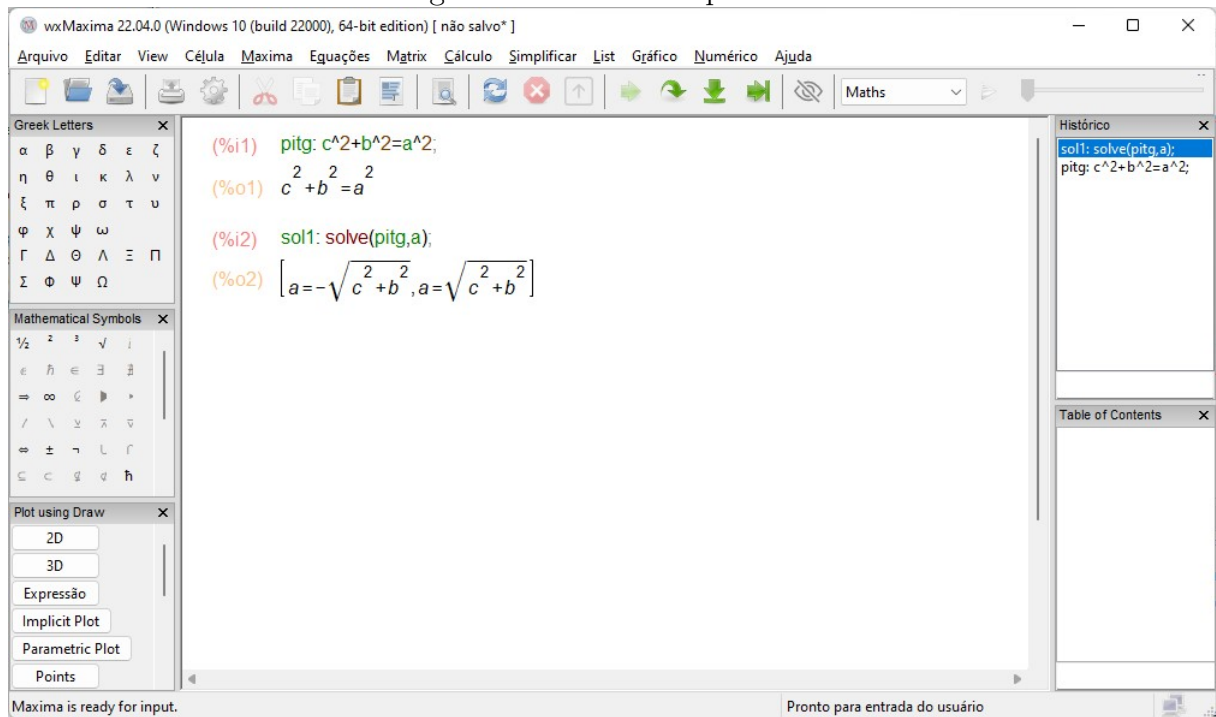 wxMaxima 22.04.0 (Windows 10 (build 22000), 64-bit edition) [ não salvo* ]
Arquivo Editar View Célula Maxima Equações Matrix Cálculo Simplificar List Gráfico Numérico Ajuda
Maths
Greek Letters
α β γ δ ε ζ
η θ ι κ λ ν
ξ π ρ σ τ υ
φ χ ψ ω
Γ Δ Θ Λ Ξ Π
Σ Φ Ψ Ω
Mathematical Symbols
½ ² ³ √
ℏ ∈ ∃ ∄
⇒ ∞
/ \ ⊻ ⊼ ⊽
⇔ ± ¬
⊆ ⊂ ⊄ ħ
Plot using Draw
2D
3D
Expressão
Implicit Plot
Parametric Plot
Points
(%i1) pitg: c^2+b^2=a^2;
(%o1) c²+b²=a²
(%i2) sol1: solve(pitg,a);
(%o2) [a=-√(c²+b²),a=√(c²+b²)]
Histórico
sol1: solve(pitg,a);
pitg: c^2+b^2=a^2;
Table of Contents
Maxima is ready for input.
Pronto para entrada do usuário